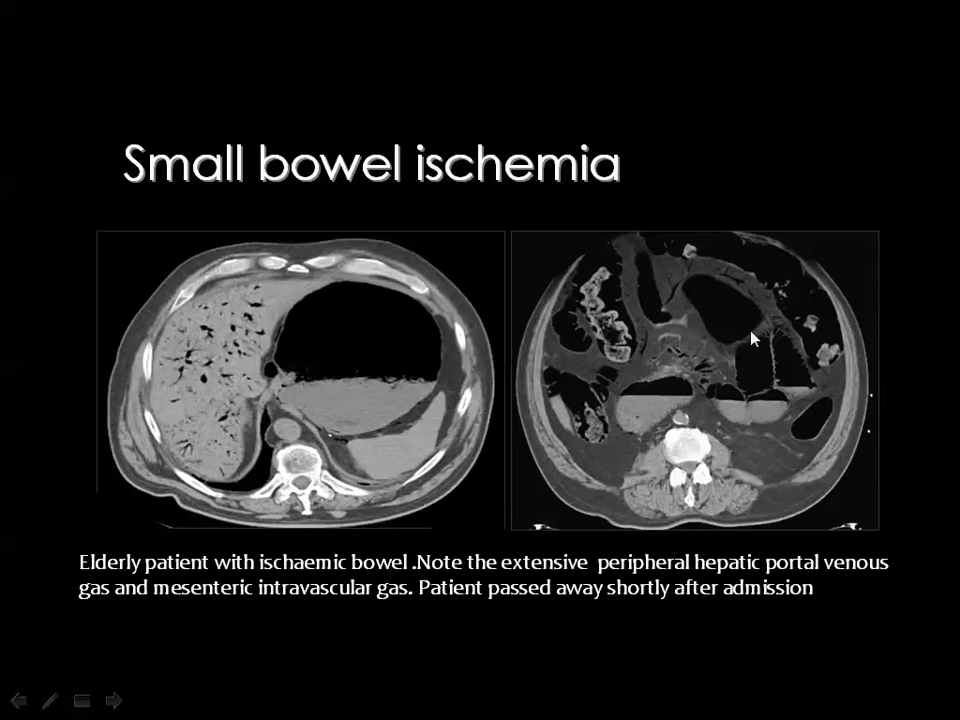 Small bowel ischemia
Elderly patient with ischaemic bowel .Note the extensive peripheral hepatic portal venous
gas and mesenteric intravascular gas. Patient passed away shortly after admission